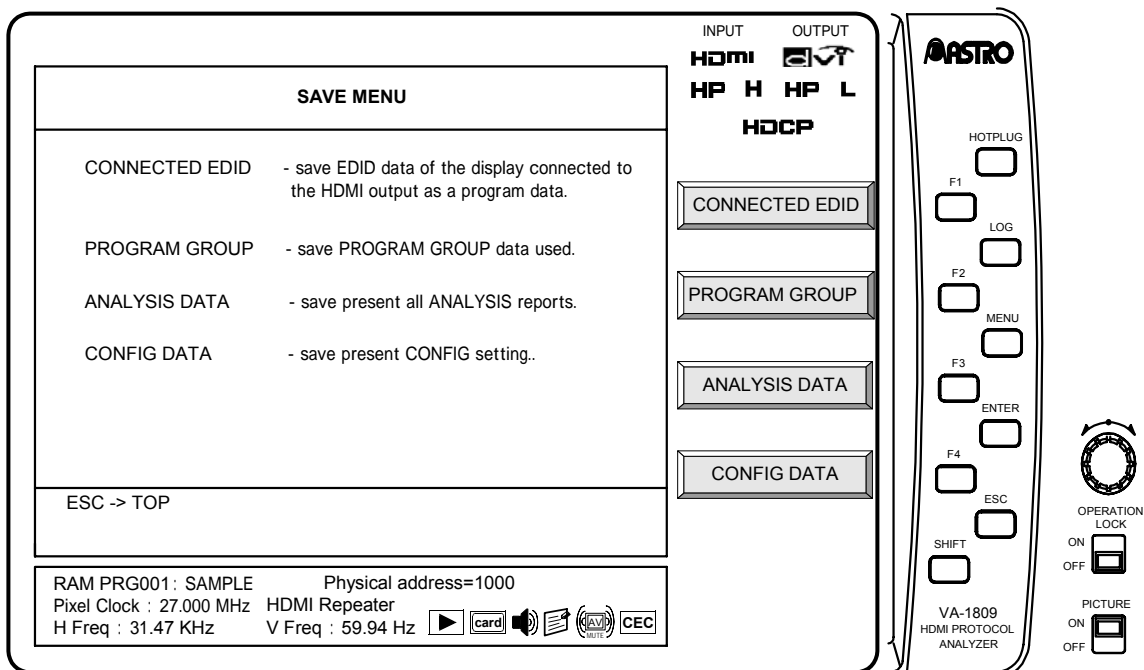 SAVE MENU
CONNECTED EDID - save EDID data of the display connected to
the HDMI output as a program data.
PROGRAM GROUP - save PROGRAM GROUP data used.
ANALYSIS DATA - save present all ANALYSIS reports.
CONFIG DATA - save present CONFIG setting..
ESC -> TOP
RAM PRG001: SAMPLE Physical address=1000
Pixel Clock : 27.000 MHz HDMI Repeater
H Freq : 31.47 KHz V Freq : 59.94 Hz card AV MUTE CEC
INPUT OUTPUT
HDMI DVI
HP H HP L
HDCP
CONNECTED EDID
PROGRAM GROUP
ANALYSIS DATA
CONFIG DATA
ASTRO
HOTPLUG
F1
LOG
F2
MENU
F3
ENTER
F4
ESC
SHIFT
VA-1809
HDMI PROTOCOL
ANALYZER
OPERATION
LOCK
ON
OFF
PICTURE
ON
OFF